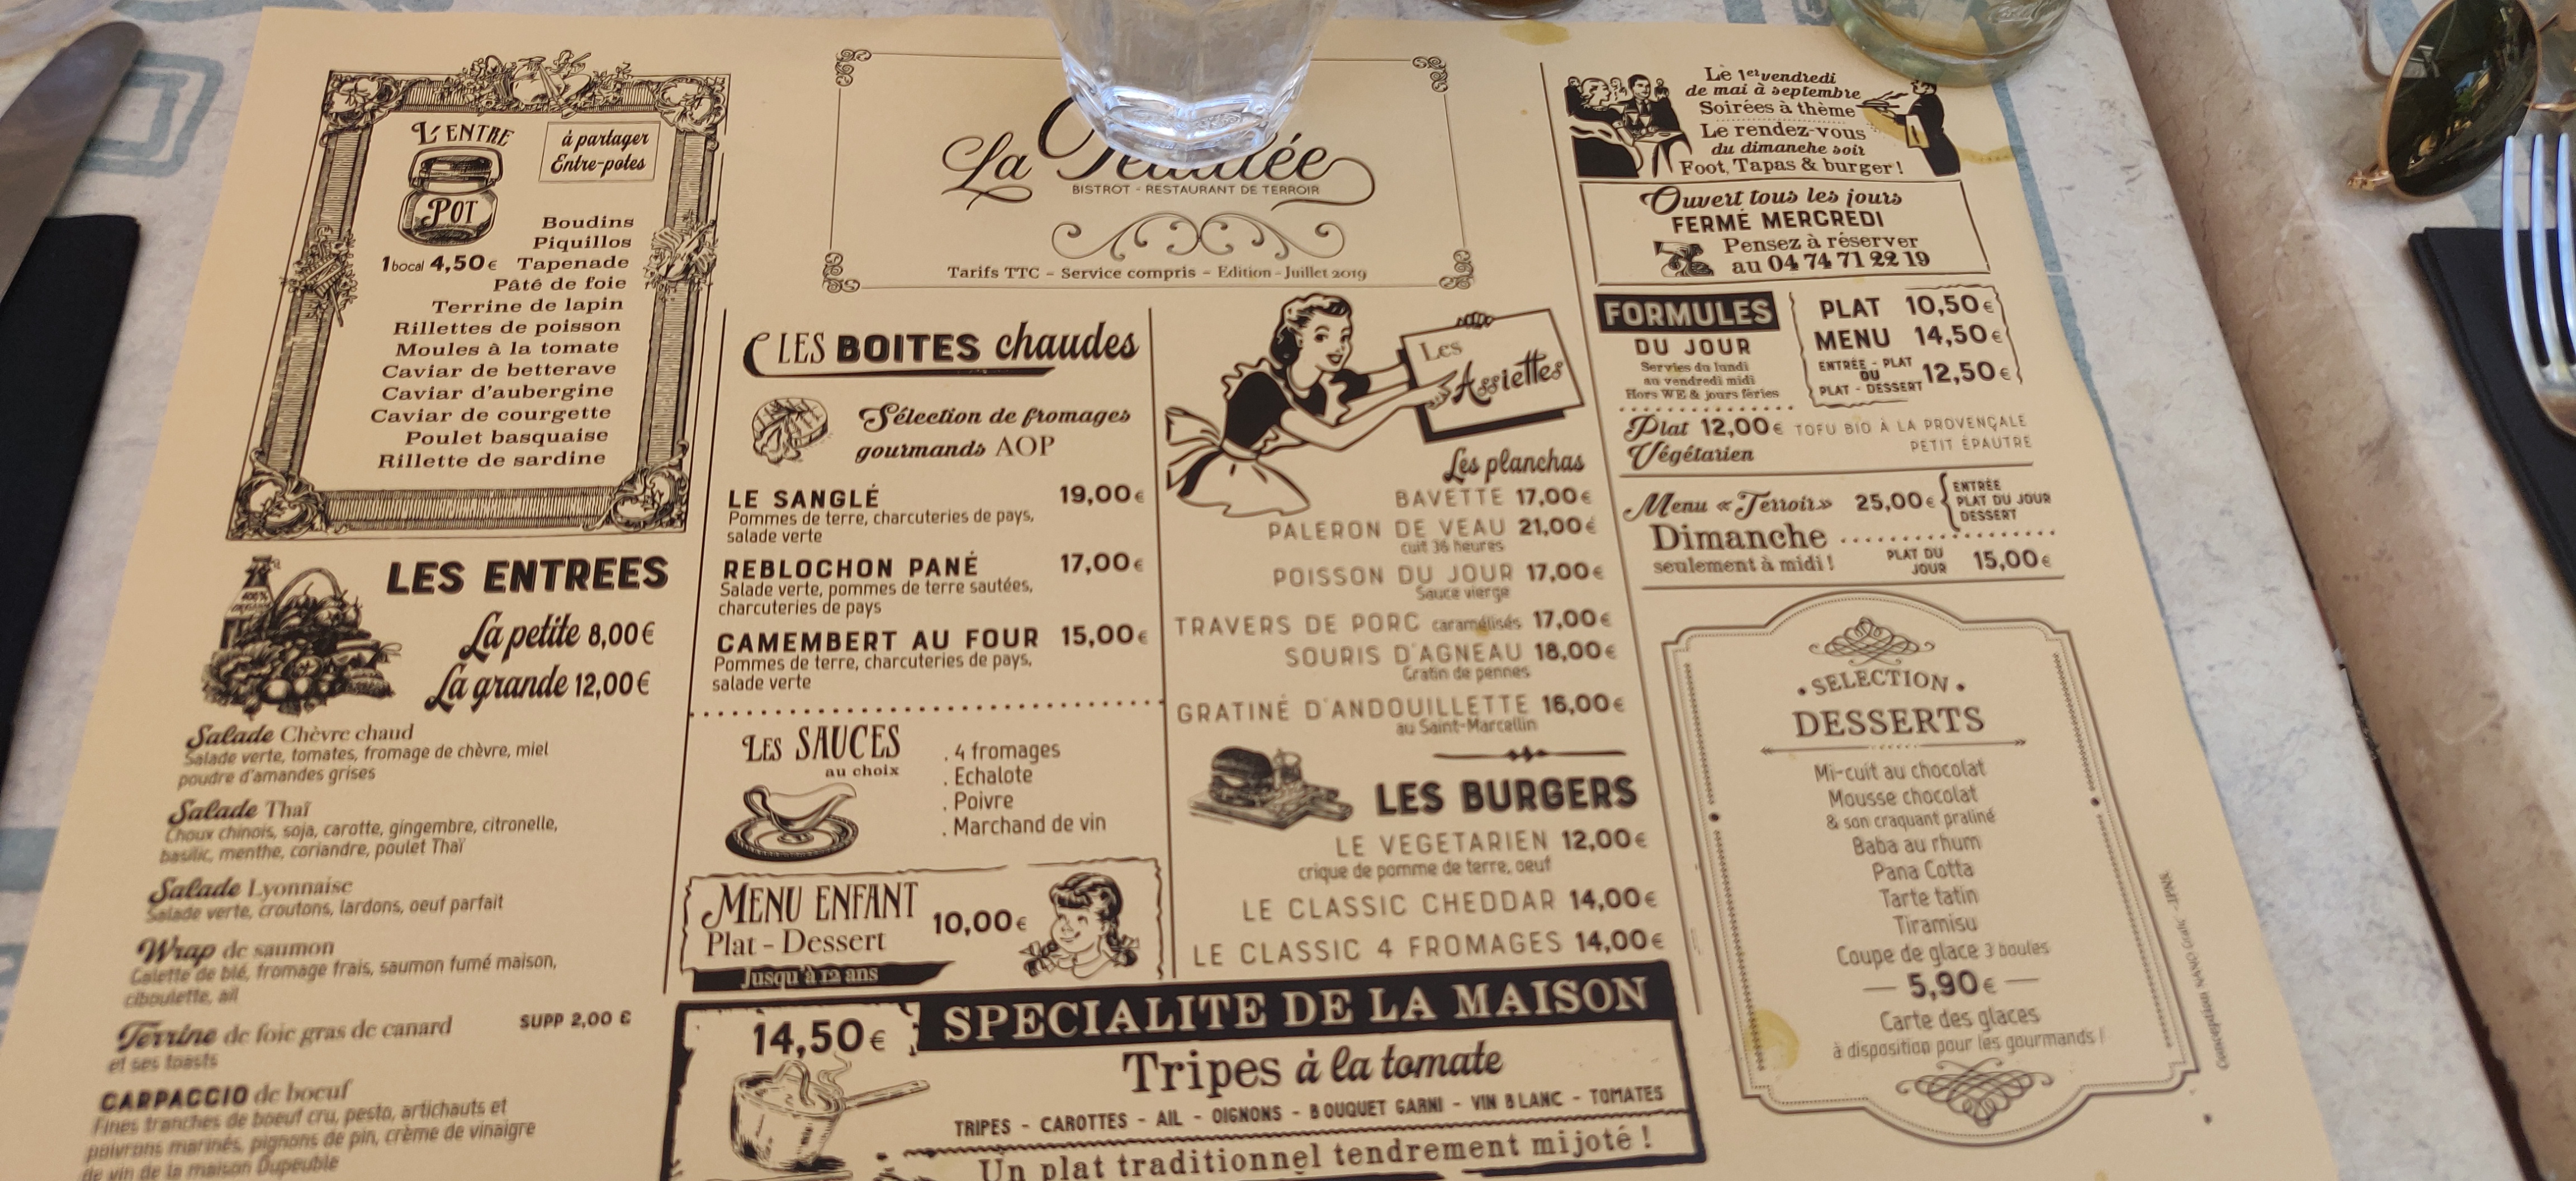 L'ENTRE
POT
à partager
Entre-potes
Boudins
Piquillos
1 bocal 4,50 € Tapenade
Pâté de foie
Terrine de lapin
Rillettes de poisson
Moules à la tomate
Caviar de betterave
Caviar d'aubergine
Caviar de courgette
Poulet basquaise
Rillette de sardine
LES ENTREES
La petite 8,00 €
La grande 12,00 €
Salade Chèvre chaud
Salade verte, tomates, fromage de chèvre, miel
poudre d'amandes grises
Salade Thaï
Choux chinois, soja, carotte, gingembre, citronelle,
basilic, menthe, coriandre, poulet Thaï
Salade Lyonnaise
Salade verte, croutons, lardons, oeuf parfait
Wrap de saumon
Galette de blé, fromage frais, saumon fumé maison,
ciboulette, ail
Terrine de foie gras de canard SUPP 2,00 €
et ses toasts
CARPACCIO de boeuf
Fines tranches de boeuf cru, pesto, artichauts et
poivrons marinés, pignons de pin, crème de vinaigre
de vin de la maison Dupeuble
La
BISTROT - RESTAURANT DE TERROIR
Tarifs TTC - Service compris - Edition - Juillet 2019
LES BOITES chaudes
Sélection de fromages
gourmands AOP
LE SANGLÉ 19,00 €
Pommes de terre, charcuteries de pays,
salade verte
REBLOCHON PANÉ 17,00 €
Salade verte, pommes de terre sautées,
charcuteries de pays
CAMEMBERT AU FOUR 15,00 €
Pommes de terre, charcuteries de pays,
salade verte
LES SAUCES
au choix
. 4 fromages
. Echalote
. Poivre
. Marchand de vin
MENU ENFANT
Plat - Dessert 10,00 €
Jusqu'à 12 ans
Les
Assiettes
Les planchas
BAVETTE 17,00 €
PALERON DE VEAU 21,00 €
cuit 36 heures
POISSON DU JOUR 17,00 €
Sauce vierge
TRAVERS DE PORC caramélisés 17,00 €
SOURIS D'AGNEAU 18,00 €
Gratin de pennes
GRATINÉ D'ANDOUILLETTE 16,00 €
au Saint-Marcellin
LES BURGERS
LE VEGETARIEN 12,00 €
crique de pomme de terre, oeuf
LE CLASSIC CHEDDAR 14,00 €
LE CLASSIC 4 FROMAGES 14,00 €
14,50 €
SPECIALITE DE LA MAISON
Tripes à la tomate
TRIPES - CAROTTES - AIL - OIGNONS - BOUQUET GARNI - VIN BLANC - TOMATES
Un plat traditionnel tendrement mijoté !
Le 1er vendredi
de mai à septembre
Soirées à thème
Le rendez-vous
du dimanche soir
Foot, Tapas & burger !
Ouvert tous les jours
FERMÉ MERCREDI
Pensez à réserver
au 04 74 71 22 19
FORMULES
DU JOUR
Servies du lundi
au vendredi midi
Hors WE & jours fériés
PLAT 10,50 €
MENU 14,50 €
ENTRÉE - PLAT
OU
PLAT - DESSERT 12,50 €
Plat 12,00 € TOFU BIO À LA PROVENÇALE
Végétarien PETIT ÉPAUTRE
Menu « Terroir » 25,00 €
ENTRÉE
PLAT DU JOUR
DESSERT
Dimanche
seulement à midi !
PLAT DU
JOUR 15,00 €
• SELECTION •
DESSERTS
Mi-cuit au chocolat
Mousse chocolat
& son craquant praliné
Baba au rhum
Pana Cotta
Tarte tatin
Tiramisu
Coupe de glace 3 boules
— 5,90 € —
Carte des glaces
à disposition pour les gourmands !